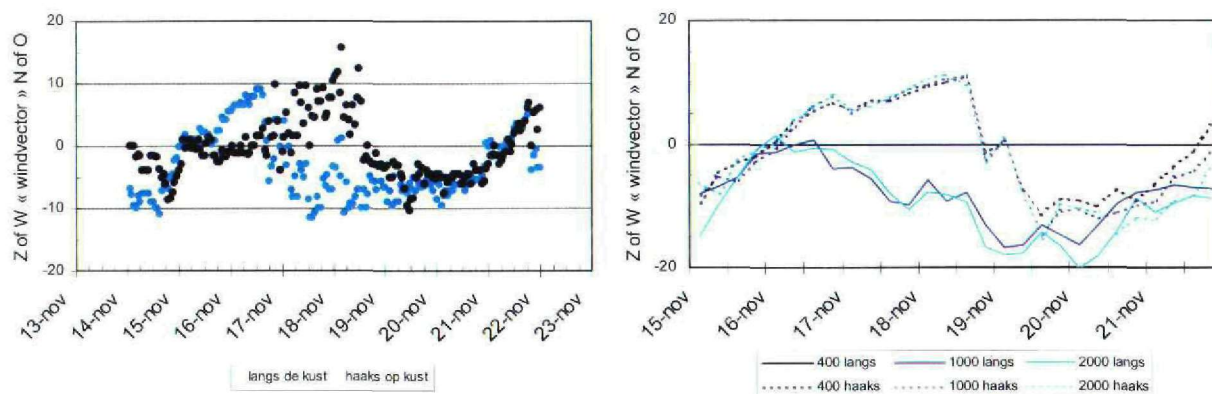 Z of W « windvector » N of O
20
10
0
-10
-20
13-nov
14-nov
15-nov
16-nov
17-nov
18-nov
19-nov
20-nov
21-nov
22-nov
23-nov
langs de kust haaks op kust
Z of W « windvector » N of O
20
0
-20
15-nov
16-nov
17-nov
18-nov
19-nov
20-nov
21-nov
400 langs 1000 langs 2000 langs
400 haaks 1000 haaks 2000 haaks